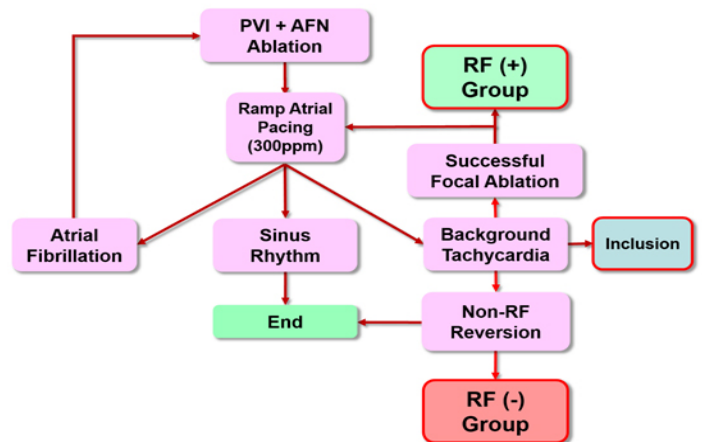 PVI + AFN
Ablation
RF (+)
Group
Ramp Atrial
Pacing
(300ppm)
Successful
Focal Ablation
Atrial
Fibrillation
Sinus
Rhythm
Background
Tachycardia
Inclusion
End
Non-RF
Reversion
RF (-)
Group